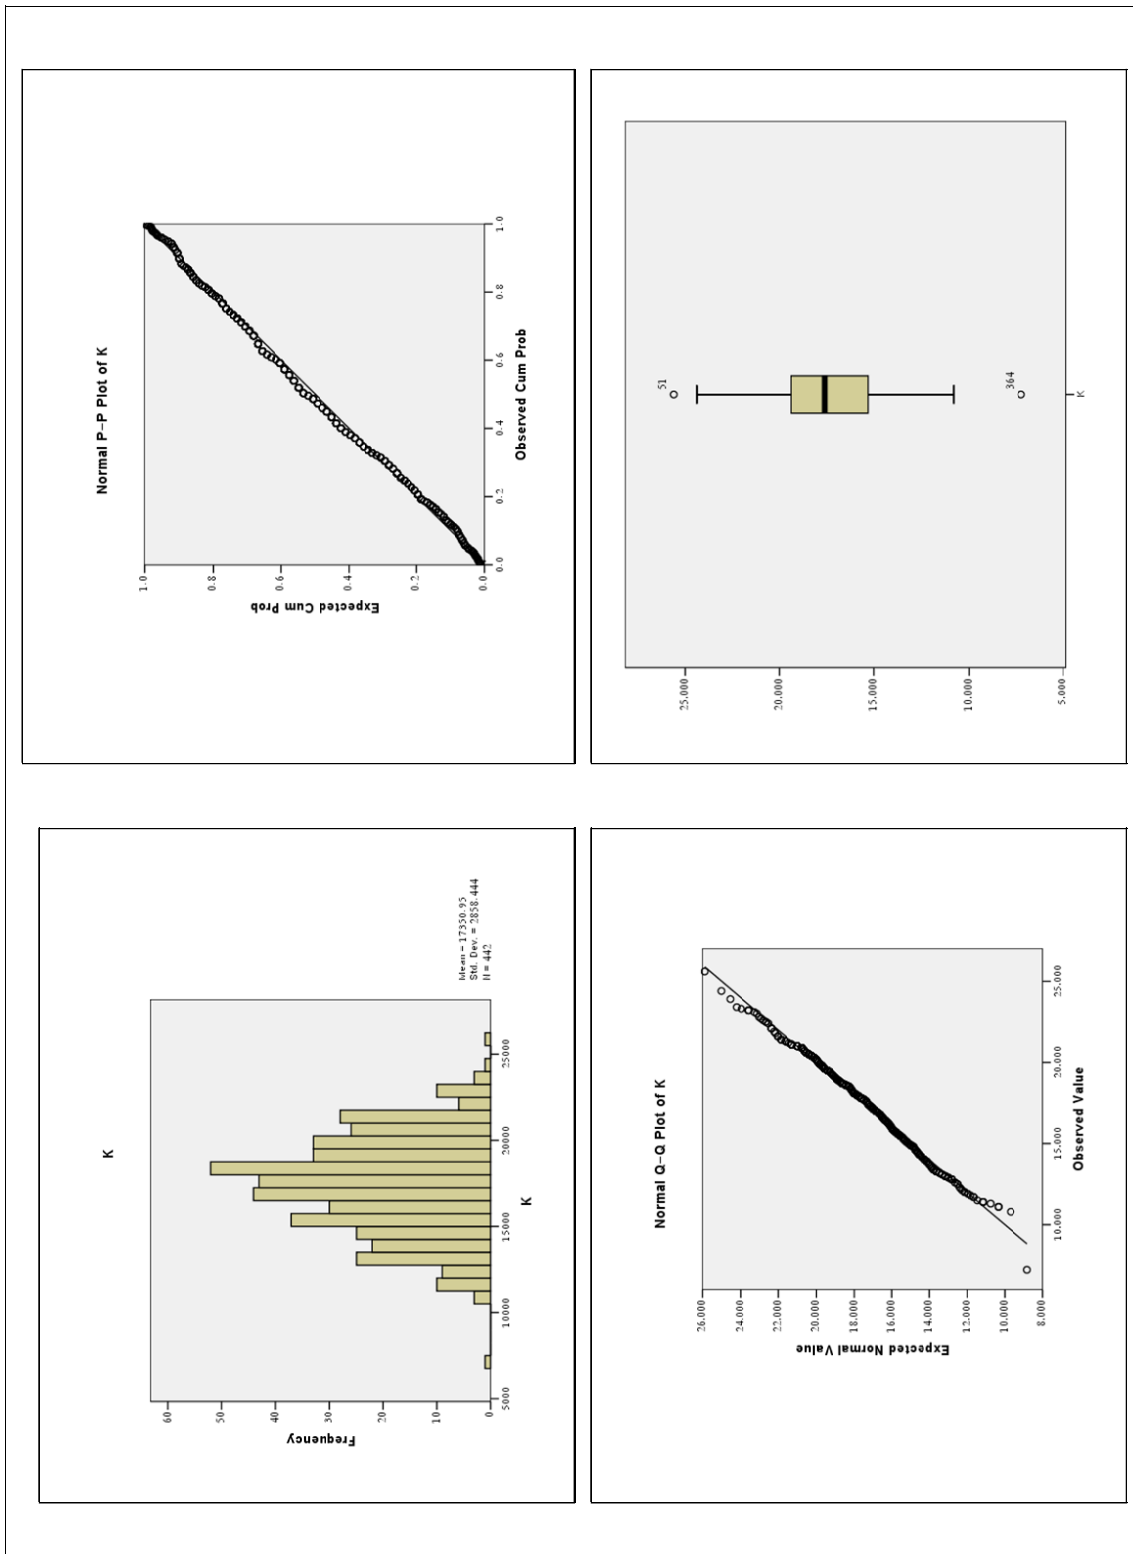 K
60
50
40
30
20
10
0
Frequency
5000 10000 15000 20000 25000
K
Mean = 17350.95
Std. Dev. = 2858.444
N = 442
Normal P-P Plot of K
1.0
0.8
0.6
0.4
0.2
0.0
Expected Cum Prob
0.0 0.2 0.4 0.6 0.8 1.0
Observed Cum Prob
Normal Q-Q Plot of K
26.000
24.000
22.000
20.000
18.000
16.000
14.000
12.000
10.000
8.000
Expected Normal Value
10.000 15.000 20.000 25.000
Observed Value
25.000
20.000
15.000
10.000
5.000
51
364
K